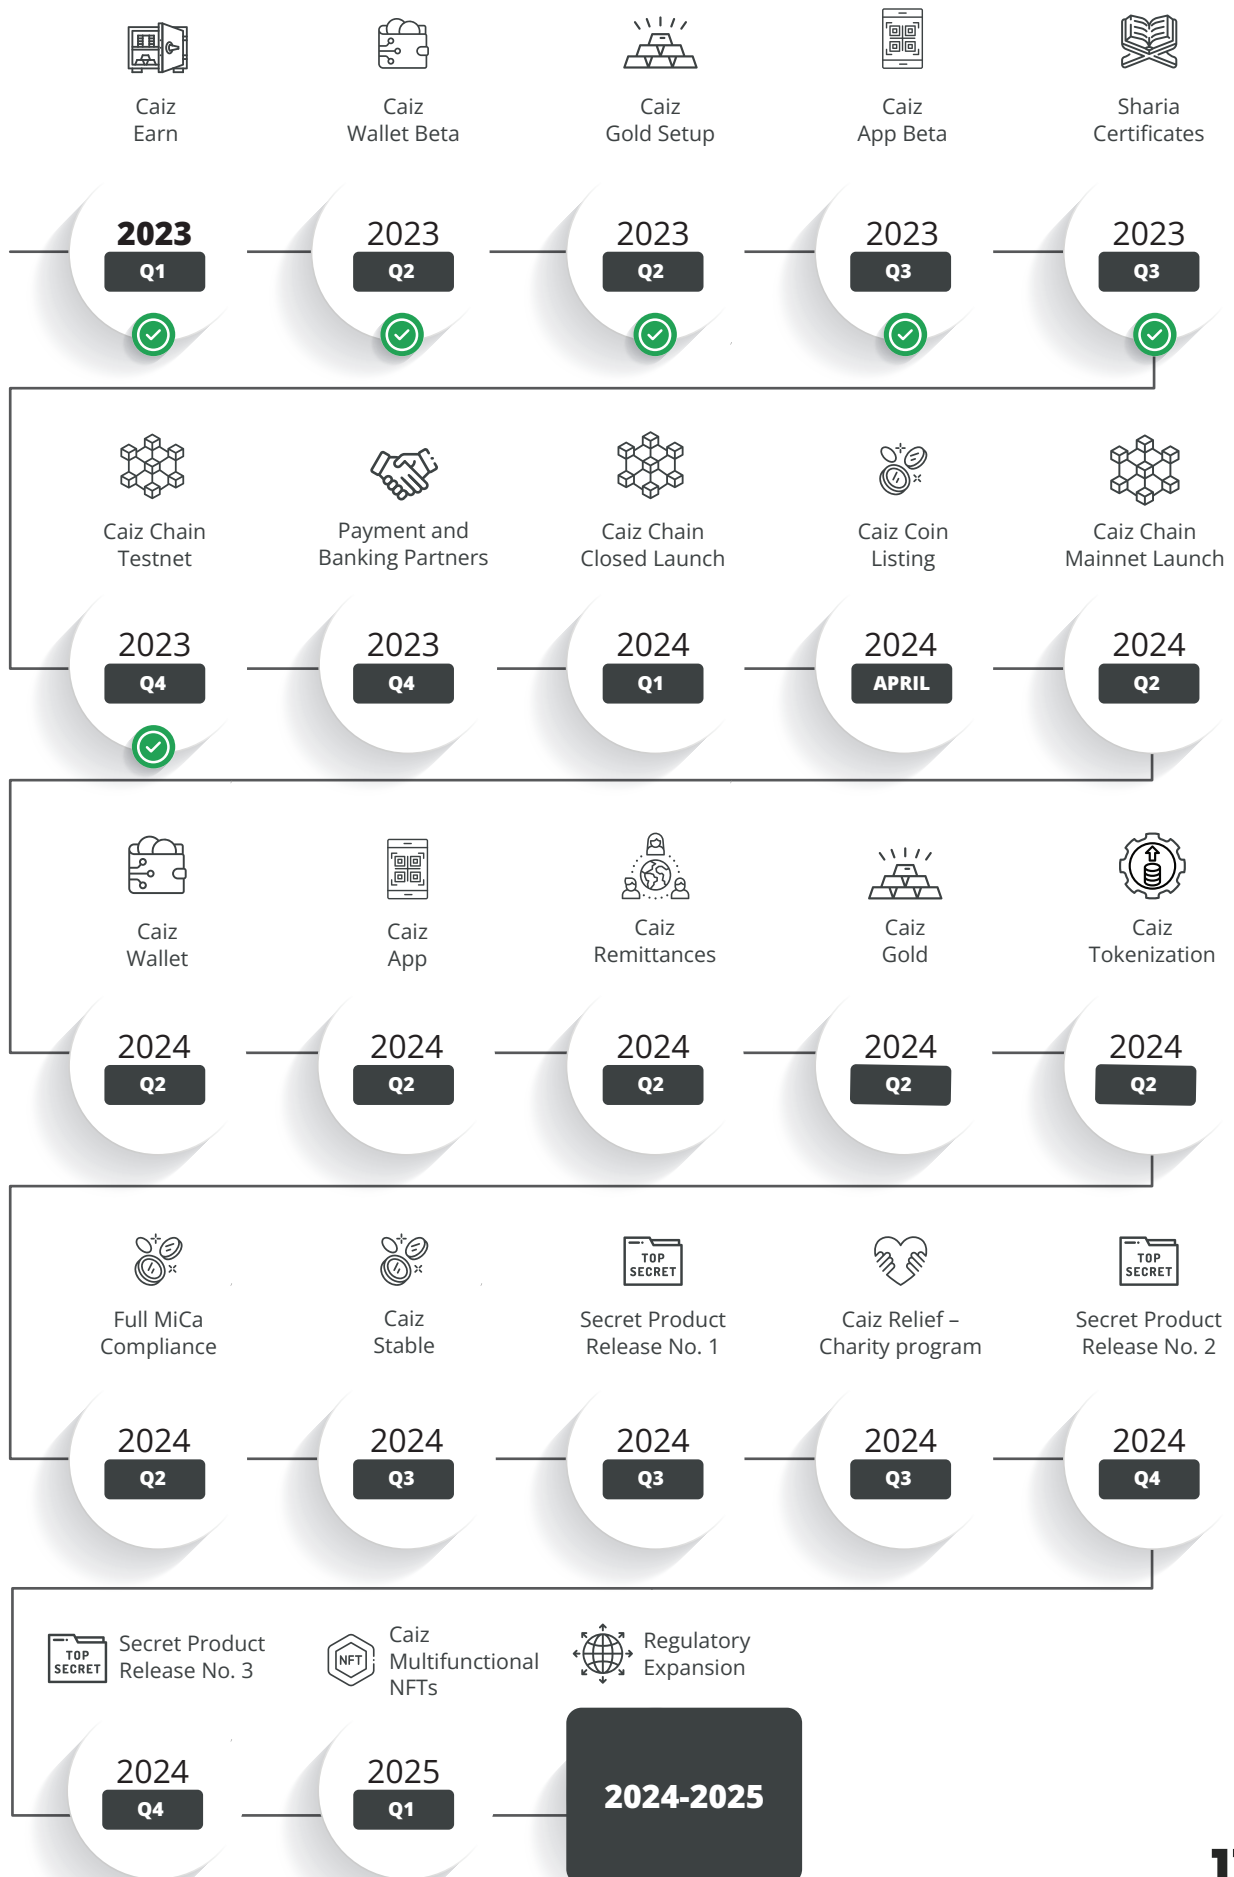 Caiz
Earn
Caiz
Wallet Beta
Caiz
Gold Setup
Caiz
App Beta
Sharia
Certificates
2023
Q1
2023
Q2
2023
Q2
2023
Q3
2023
Q3
Caiz Chain
Testnet
Payment and
Banking Partners
Caiz Chain
Closed Launch
Caiz Coin
Listing
Caiz Chain
Mainnet Launch
2023
Q4
2023
Q4
2024
Q1
2024
APRIL
2024
Q2
Caiz
Wallet
Caiz
App
Caiz
Remittances
Caiz
Gold
Caiz
Tokenization
2024
Q2
2024
Q2
2024
Q2
2024
Q2
2024
Q2
TOP
SECRET
TOP
SECRET
Full MiCa
Compliance
Caiz
Stable
Secret Product
Release No. 1
Caiz Relief –
Charity program
Secret Product
Release No. 2
2024
Q2
2024
Q3
2024
Q3
2024
Q3
2024
Q4
TOP
SECRET
Secret Product
Release No. 3
NFT
Caiz
Multifunctional
NFTs
Regulatory
Expansion
2024
Q4
2025
Q1
2024-2025